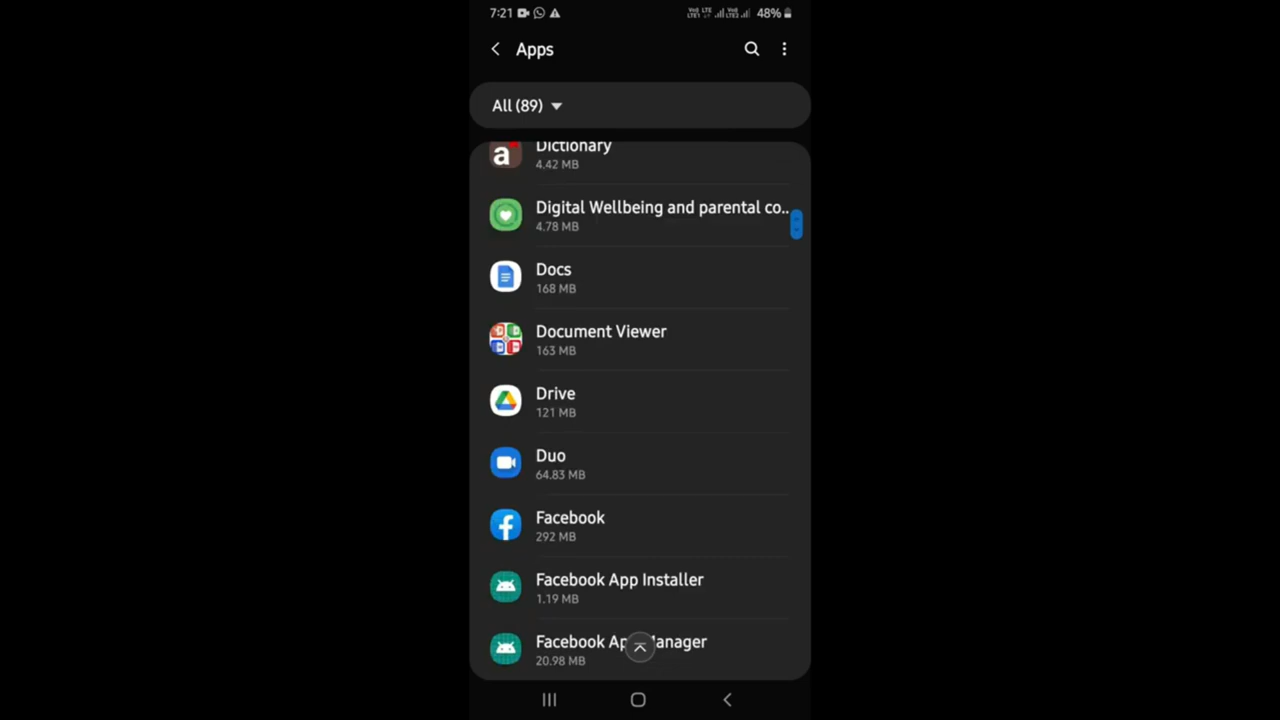 7:21 48%
Apps
All (89)
Dictionary
4.42 MB
Digital Wellbeing and parental co..
4.78 MB
Docs
168 MB
Document Viewer
163 MB
Drive
121 MB
Duo
64.83 MB
Facebook
292 MB
Facebook App Installer
1.19 MB
Facebook Ap anager
20.98 MB